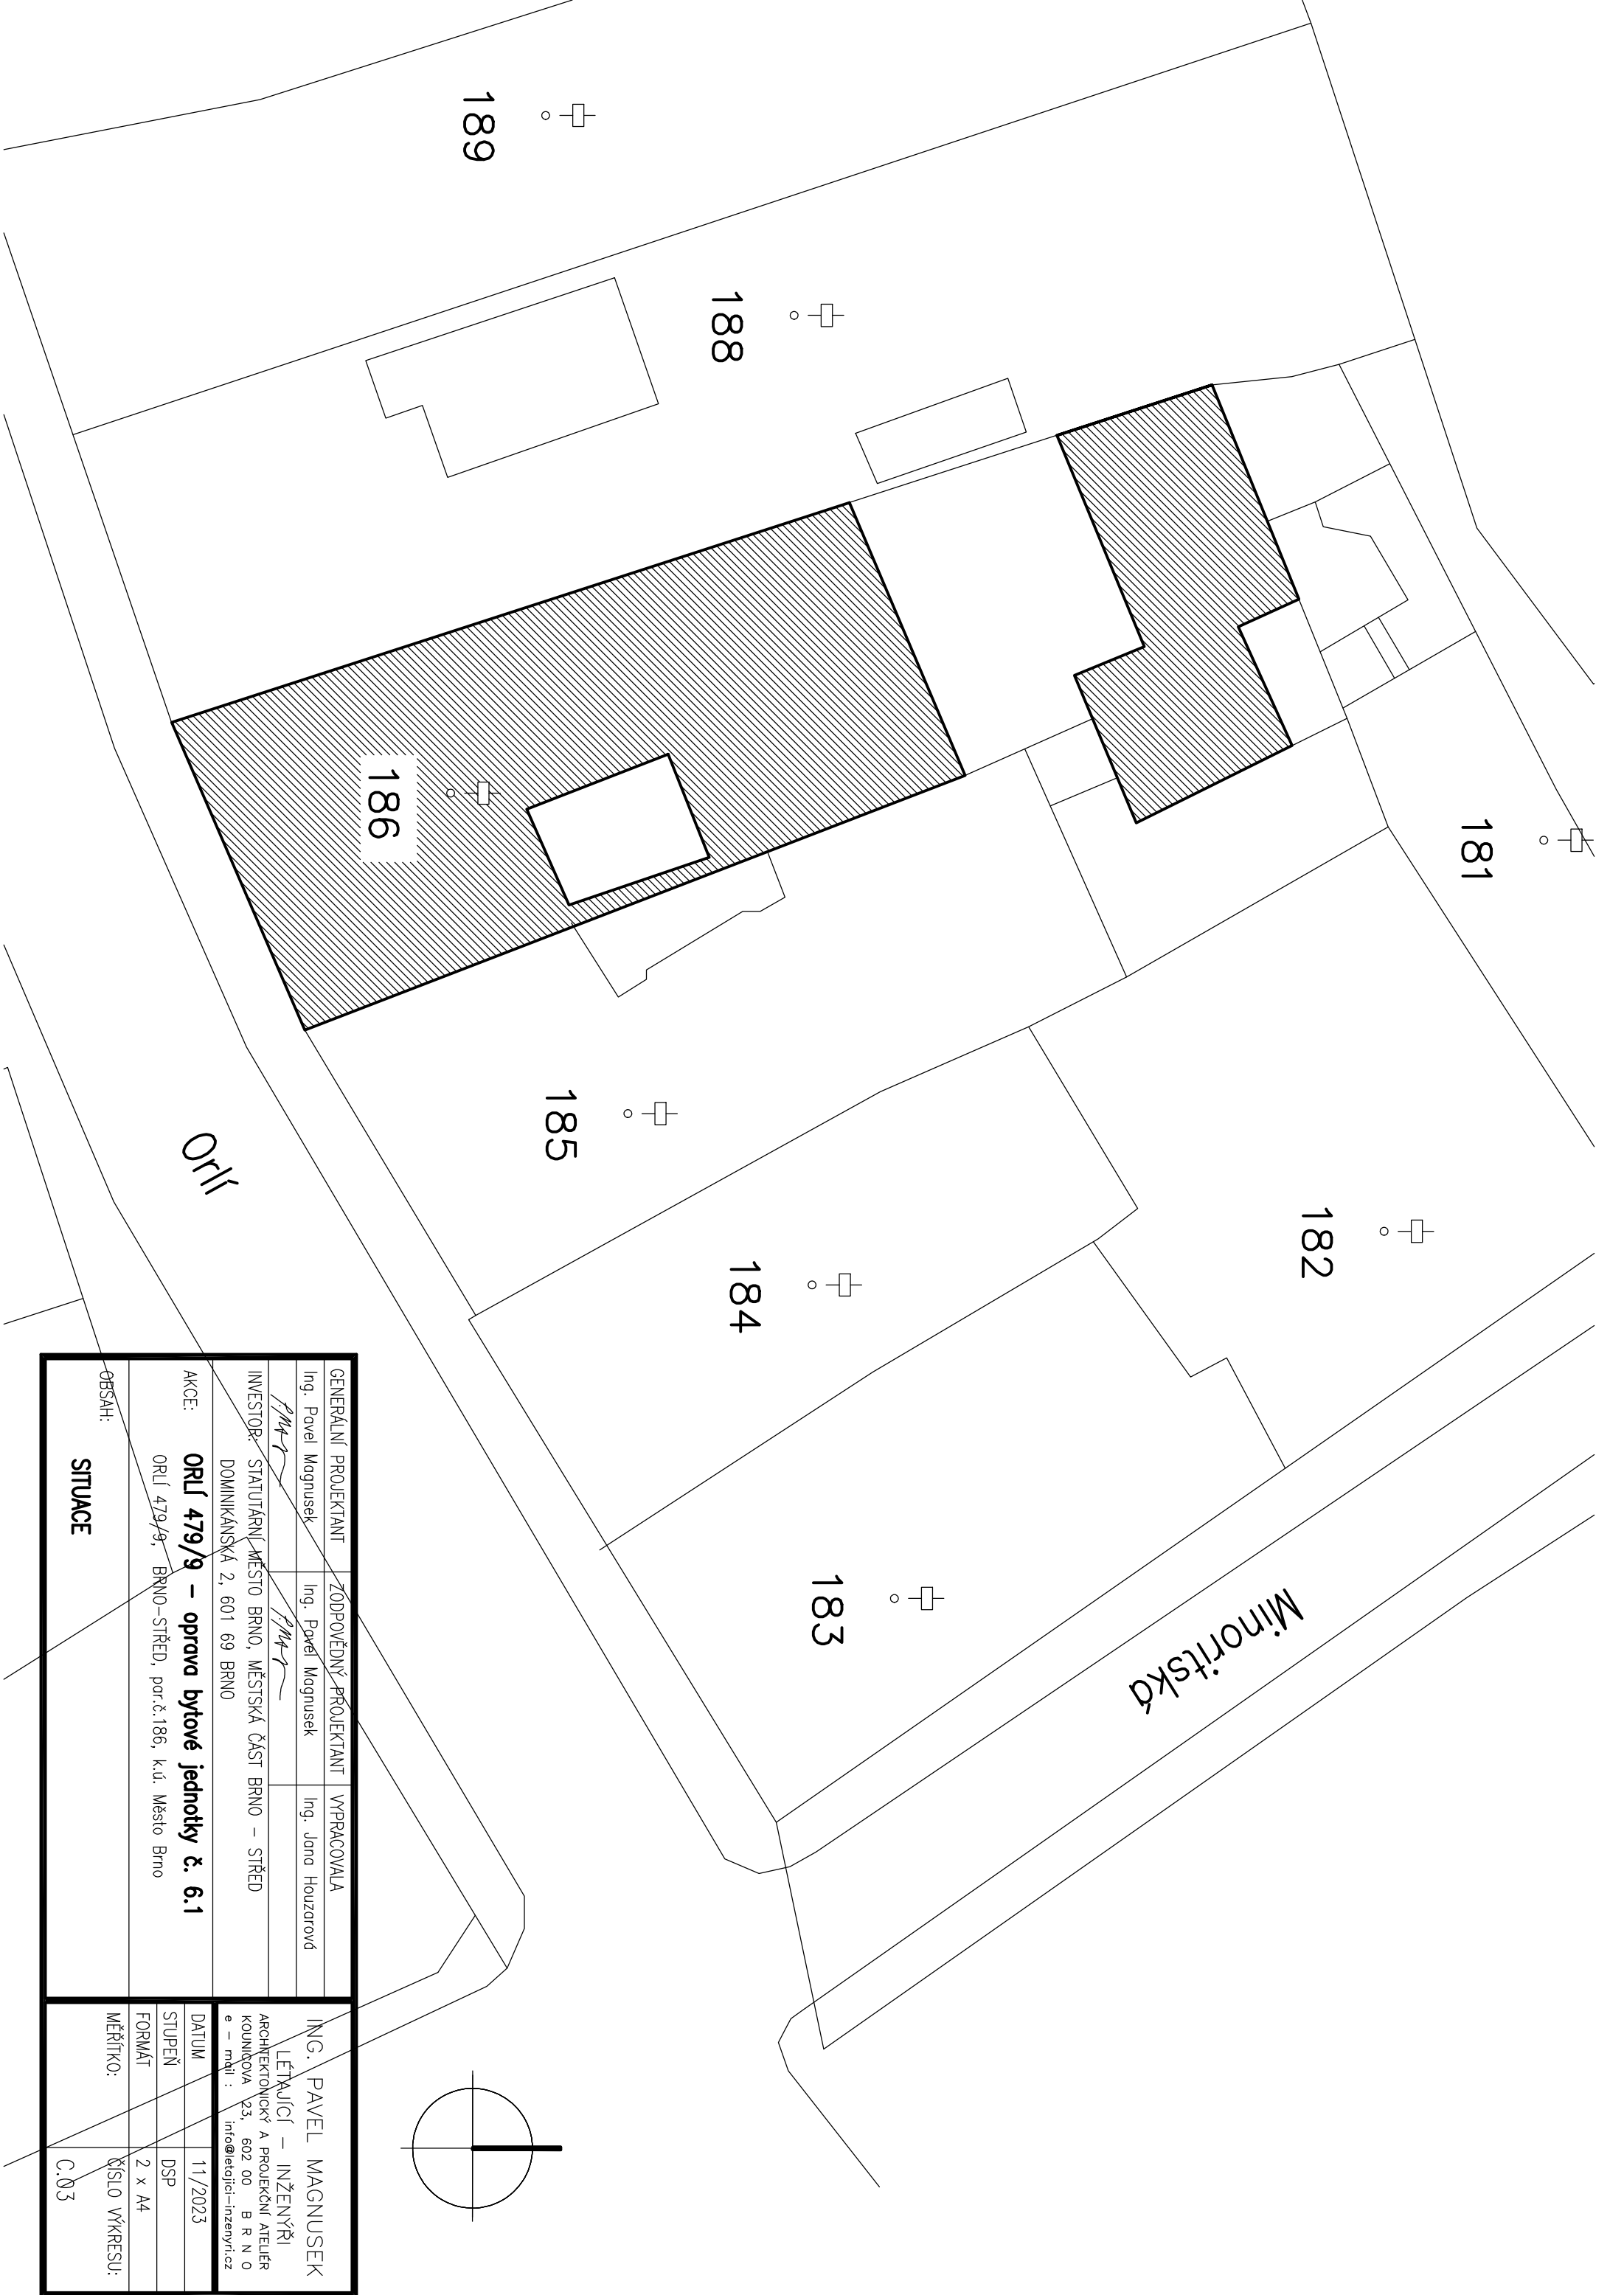 189
188
186
181
185
182
184
183
Orlí
Minoritská
GENERÁLNÍ PROJEKTANT
ZODPOVĚDNÝ PROJEKTANT
VYPRACOVALA
Ing. Pavel Magnusek
Ing. Pavel Magnusek
Ing. Jana Houzarová
INVESTOR: STATUTÁRNÍ MĚSTO BRNO, MĚSTSKÁ ČÁST BRNO – STŘED
DOMINIKÁNSKÁ 2, 601 69 BRNO
AKCE: ORLÍ 479/9 – oprava bytové jednotky č. 6.1
ORLÍ 479/9, BRNO-STŘED, par.č.186, k.ú. Město Brno
OBSAH:
SITUACE
ING. PAVEL MAGNUSEK
LÉTAJÍCÍ – INŽENÝŘI
ARCHITEKTONICKÝ A PROJEKČNÍ ATELIÉR
KOUNICOVA 23, 602 00 B R N O
e – mail : info@letajici-inzenyri.cz
DATUM 11/2023
STUPEŇ DSP
FORMÁT 2 x A4
MĚŘÍTKO: ČÍSLO VÝKRESU:
C.03